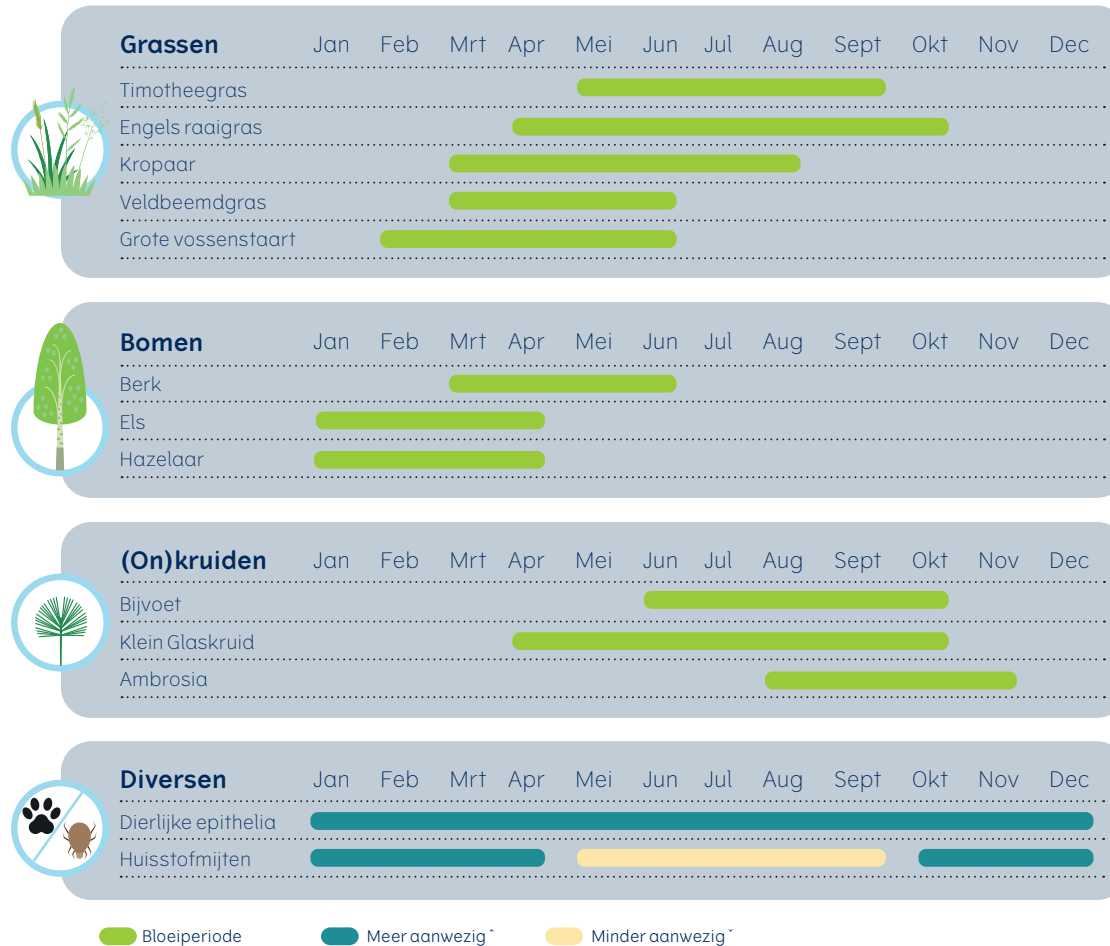 Grassen Jan Feb Mrt Apr Mei Jun Jul Aug Sept Okt Nov Dec
Timotheegras
Engels raaigras
Kropaar
Veldbeemdgras
Grote vossenstaart
Bomen Jan Feb Mrt Apr Mei Jun Jul Aug Sept Okt Nov Dec
Berk
Els
Hazelaar
(On)kruiden Jan Feb Mrt Apr Mei Jun Jul Aug Sept Okt Nov Dec
Bijvoet
Klein Glaskruid
Ambrosia
Diversen Jan Feb Mrt Apr Mei Jun Jul Aug Sept Okt Nov Dec
Dierlijke epithelia
Huisstofmijten
Bloeiperiode Meer aanwezig ˆ Minder aanwezig ˇ